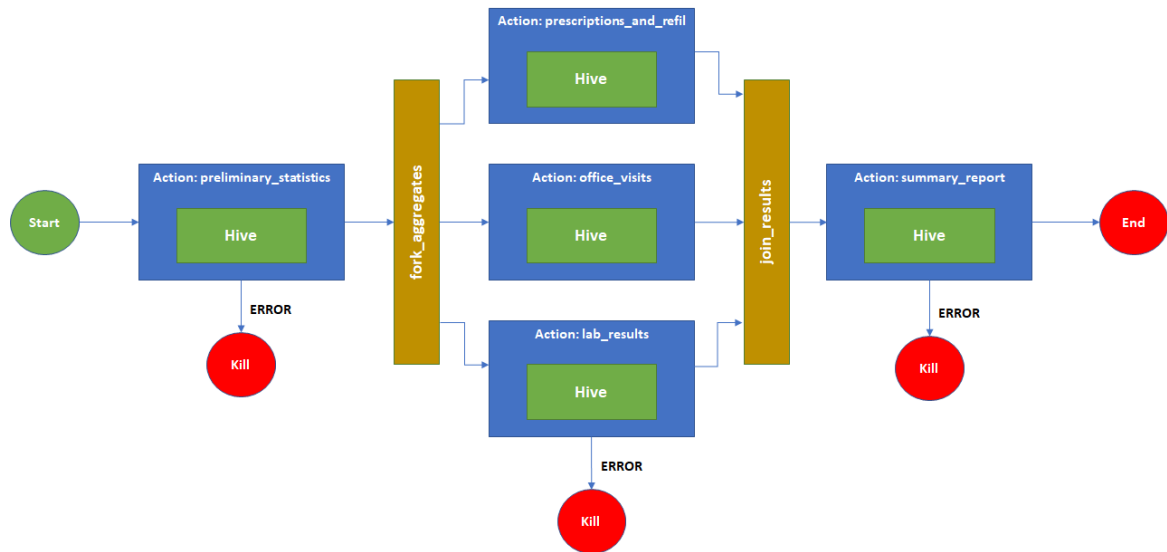 Action: prescriptions_and_refil
Hive
fork_aggregates
join_results
Action: preliminary_statistics
Hive
Action: office_visits
Hive
Action: summary_report
Hive
Start
End
ERROR
Kill
Action: lab_results
Hive
ERROR
Kill
ERROR
Kill